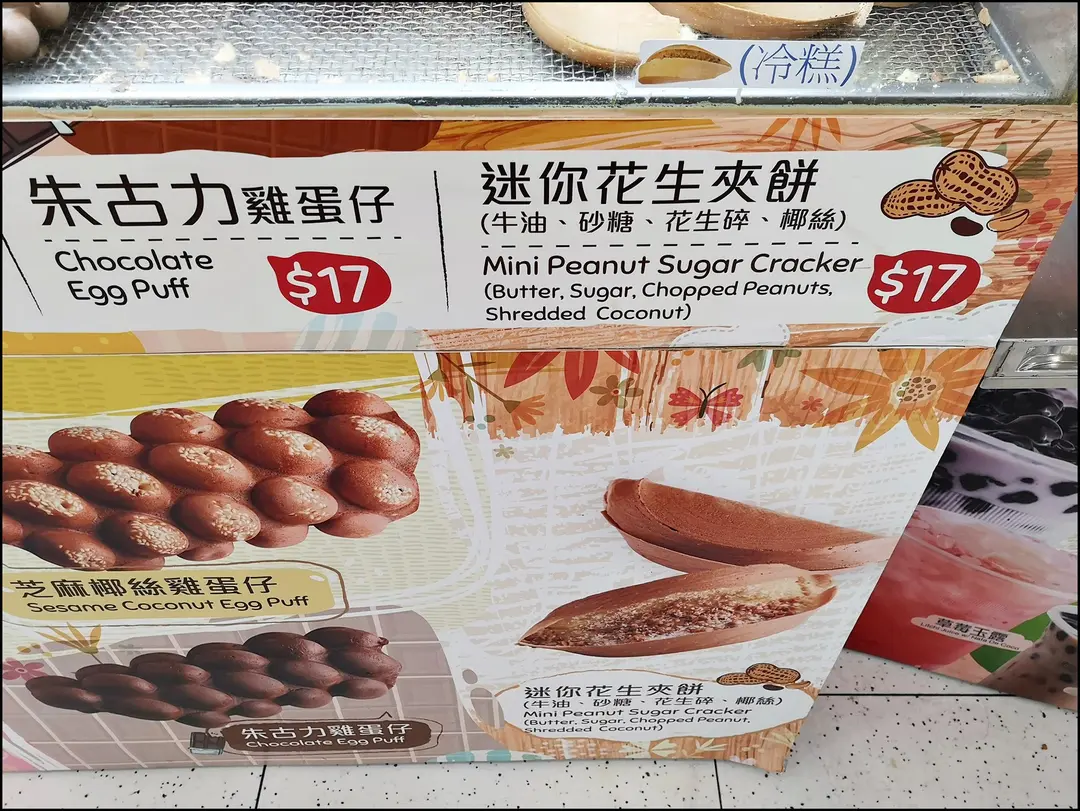 (冷糕)
朱古力雞蛋仔
Chocolate
Egg Puff
$17
迷你花生夾餅
(牛油、砂糖、花生碎、椰絲)
Mini Peanut Sugar Cracker
(Butter, Sugar, Chopped Peanuts,
Shredded Coconut)
$17
芝麻椰絲雞蛋仔
Sesame Coconut Egg Puff
朱古力雞蛋仔
Chocolate Egg Puff
迷你花生夾餅
(牛油、砂糖、花生碎、椰絲)
Mini Peanut Sugar Cracker
(Butter, Sugar, Chopped Peanut,
Shredded Coconut)
草莓玉露